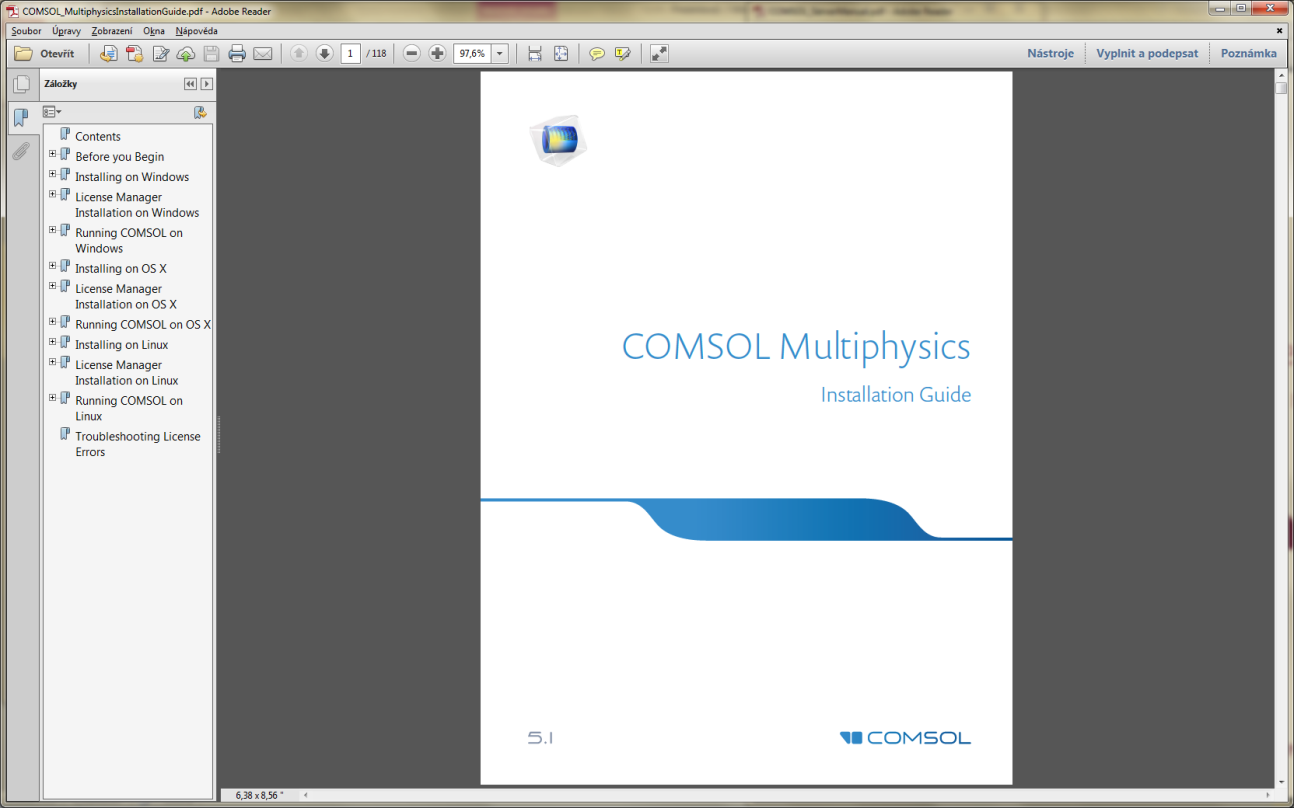 COMSOL_MultiphysicsInstallationGuide.pdf - Adobe Reader
Soubor Úpravy Zobrazení Okna Nápověda
Otevřít 1 / 118 97,6% Nástroje Vyplnit a podepsat Poznámka
Záložky
Contents
Before you Begin
Installing on Windows
License Manager
Installation on Windows
Running COMSOL on
Windows
Installing on OS X
License Manager
Installation on OS X
Running COMSOL on OS X
Installing on Linux
License Manager
Installation on Linux
Running COMSOL on
Linux
Troubleshooting License
Errors
COMSOL Multiphysics
Installation Guide
5.1
COMSOL
6,38 x 8,56 "